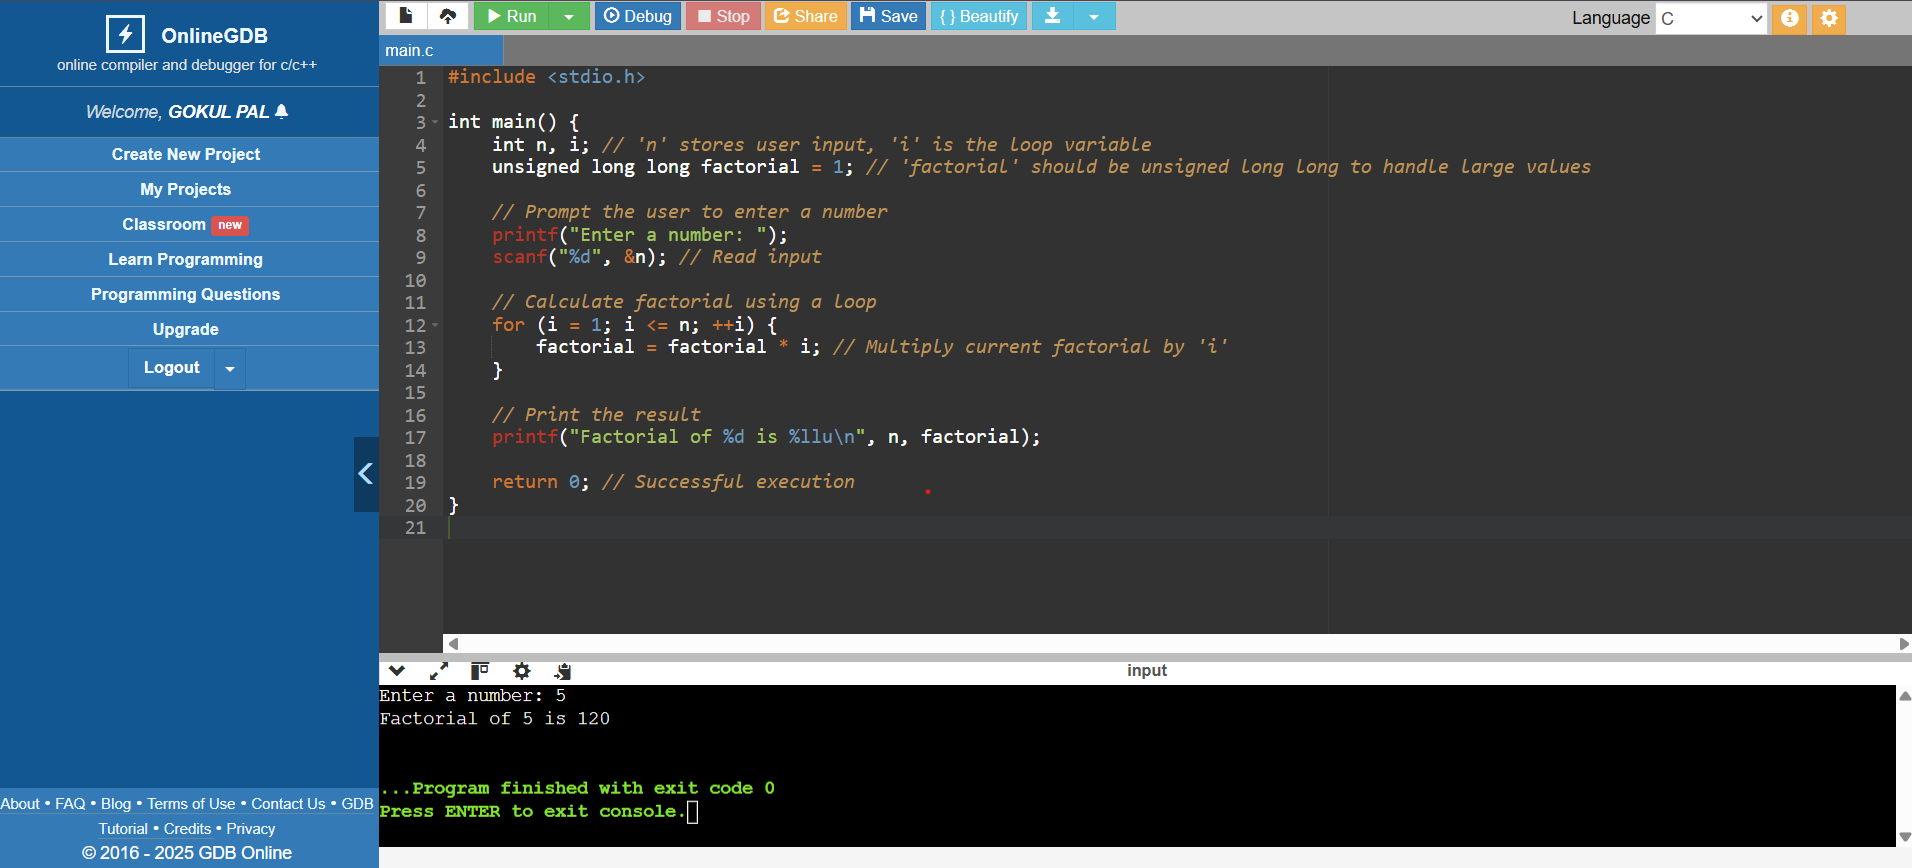 OnlineGDB
online compiler and debugger for c/c++
Welcome, GOKUL PAL
Create New Project
My Projects
Classroom new
Learn Programming
Programming Questions
Upgrade
Logout
About • FAQ • Blog • Terms of Use • Contact Us • GDB
Tutorial • Credits • Privacy
© 2016 - 2025 GDB Online
Run Debug Stop Share Save { } Beautify Language C
main.c
1 #include <stdio.h>
2
3 int main() {
4     int n, i; // 'n' stores user input, 'i' is the loop variable
5     unsigned long long factorial = 1; // 'factorial' should be unsigned long long to handle large values
6
7     // Prompt the user to enter a number
8     printf("Enter a number: ");
9     scanf("%d", &n); // Read input
10
11     // Calculate factorial using a loop
12     for (i = 1; i <= n; ++i) {
13         factorial = factorial * i; // Multiply current factorial by 'i'
14     }
15
16     // Print the result
17     printf("Factorial of %d is %llu\n", n, factorial);
18
19     return 0; // Successful execution
20 }
21
input
Enter a number: 5
Factorial of 5 is 120
...Program finished with exit code 0
Press ENTER to exit console.